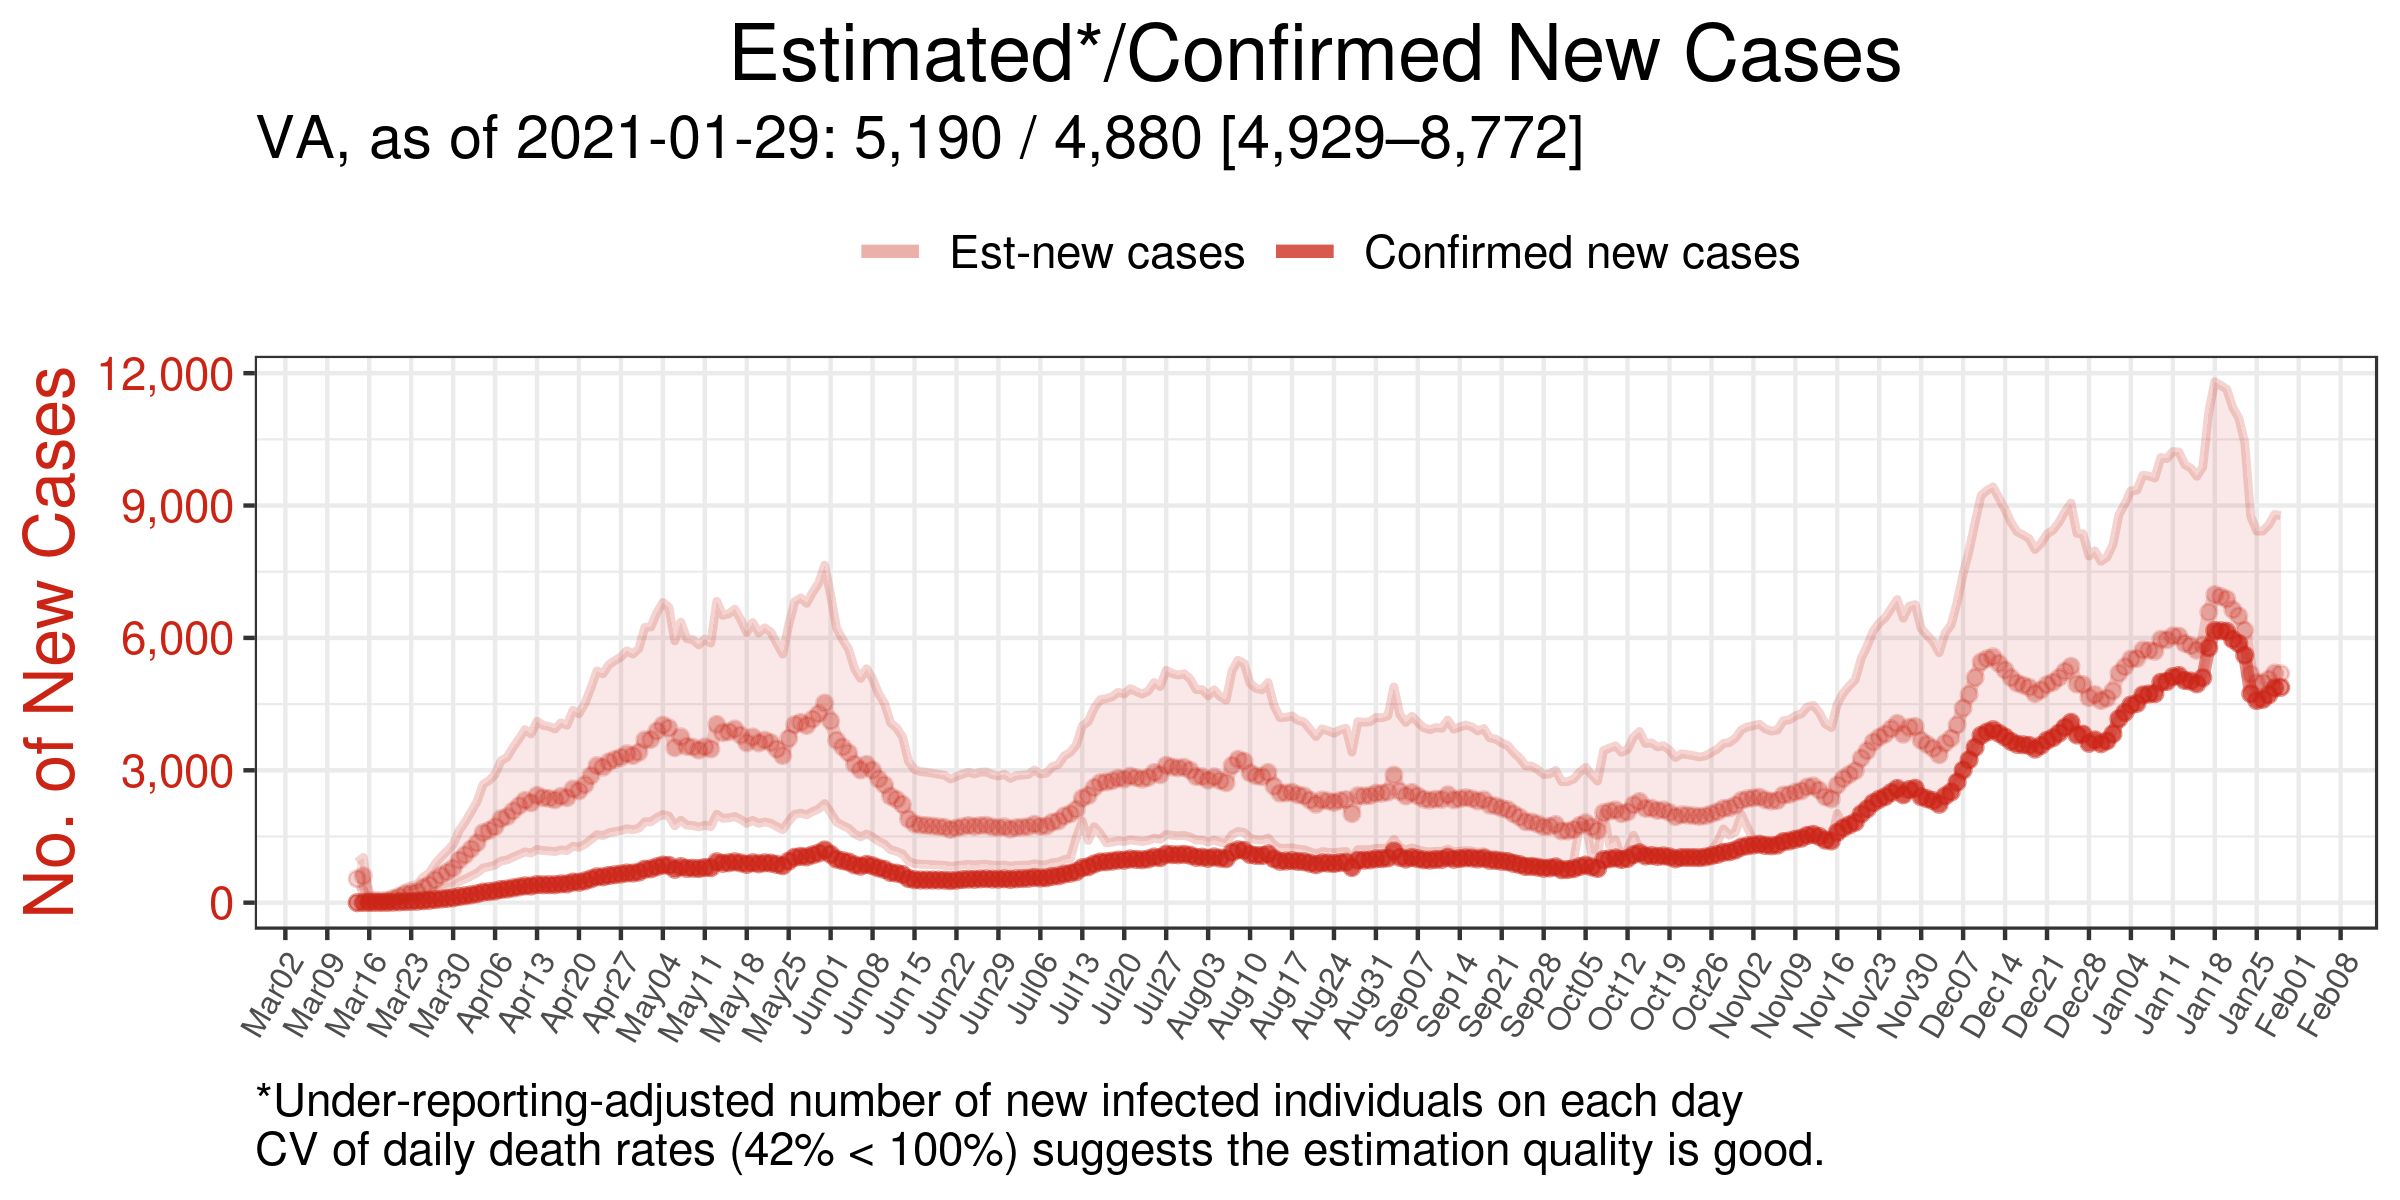 Estimated*/Confirmed New Cases
VA, as of 2021-01-29: 5,190 / 4,880 [4,929–8,772]
Est-new cases
Confirmed new cases
No. of New Cases
12,000
9,000
6,000
3,000
0
Mar02
Mar09
Mar16
Mar23
Mar30
Apr06
Apr13
Apr20
Apr27
May04
May11
May18
May25
Jun01
Jun08
Jun15
Jun22
Jun29
Jul06
Jul13
Jul20
Jul27
Aug03
Aug10
Aug17
Aug24
Aug31
Sep07
Sep14
Sep21
Sep28
Oct05
Oct12
Oct19
Oct26
Nov02
Nov09
Nov16
Nov23
Nov30
Dec07
Dec14
Dec21
Dec28
Jan04
Jan11
Jan18
Jan25
Feb01
Feb08
*Under-reporting-adjusted number of new infected individuals on each day
CV of daily death rates (42% < 100%) suggests the estimation quality is good.